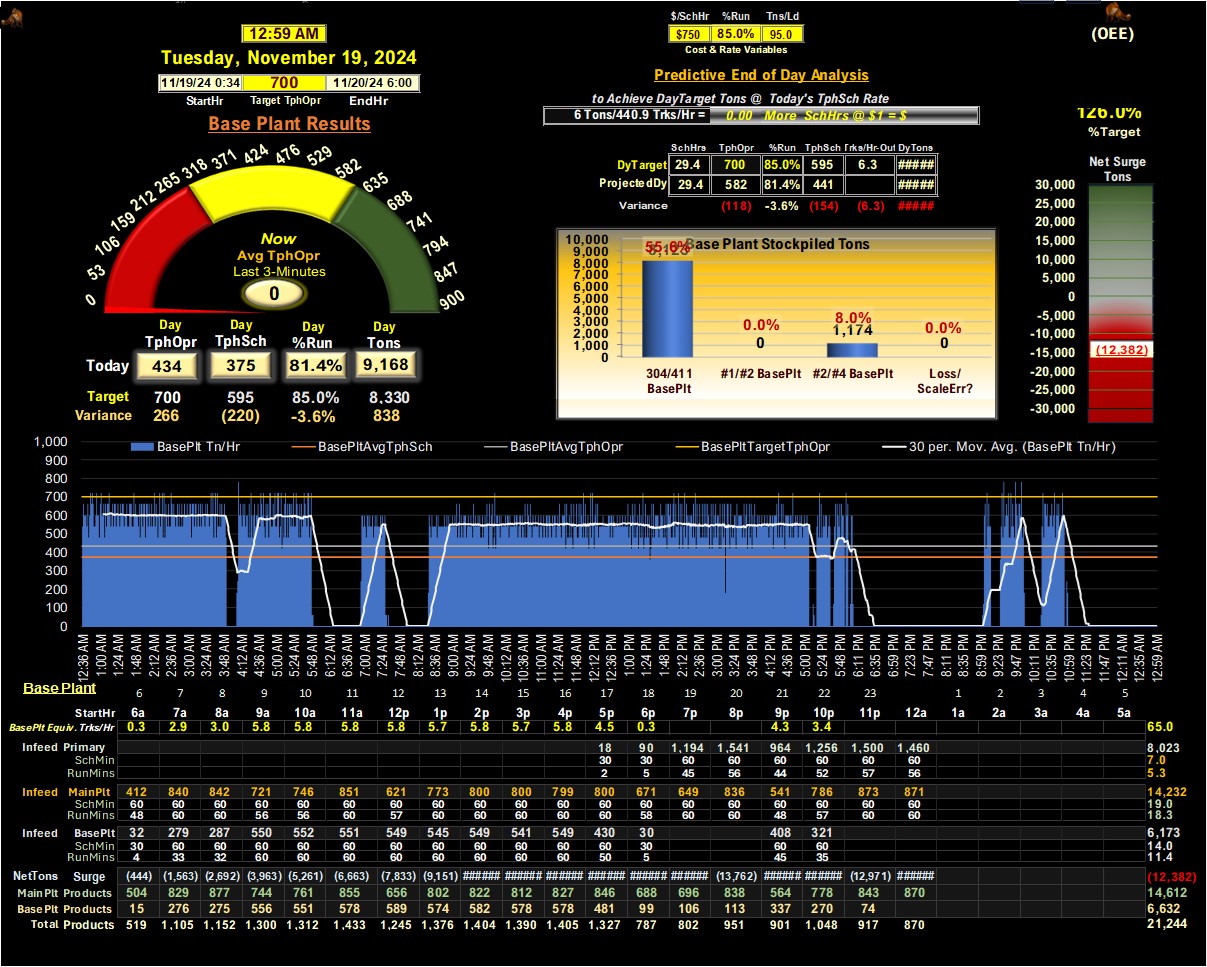 $/SchHr %Run Tns/Ld
12:59 AM
$750 85.0% 95.0
(OEE)
Cost & Rate Variables
Tuesday, November 19, 2024
Predictive End of Day Analysis
11/19/24 0:34 700 11/20/24 6:00
StartHr Target TphOpr EndHr
to Achieve DayTarget Tons @ Today's TphSch Rate
6 Tons/440.9 Trks/Hr = 0.00 More SchHrs @ $1 = $
126.0%
%Target
Base Plant Results
SchHrs TphOpr %Run TphSch Trks/Hr-Out DyTons
DyTarget 29.4 700 85.0% 595 6.3 #####
ProjectedDy 29.4 582 81.4% 441 #####
Variance (118) -3.6% (154) (6.3) #####
Net Surge
Tons
0 53 106 159 212 265 318 371 424 476 529 582 635 688 741 794 847 900
Now
Avg TphOpr
Last 3-Minutes
0
Base Plant Stockpiled Tons
10,000
9,000
8,000
7,000
6,000
5,000
4,000
3,000
2,000
1,000
0
55.6% 0.0% 8.0% 0.0%
8,123 0 1,174 0
304/411 #1/#2 BasePlt #2/#4 BasePlt Loss/
BasePlt ScaleErr?
30,000
25,000
20,000
15,000
10,000
5,000
0
-5,000
-10,000
-15,000
-20,000
-25,000
-30,000
(12,382)
Day Day Day Day
TphOpr TphSch %Run Tons
Today 434 375 81.4% 9,168
Target 700 595 85.0% 8,330
Variance 266 (220) -3.6% 838
BasePlt Tn/Hr BasePltAvgTphSch BasePltAvgTphOpr BasePltTargetTphOpr 30 per. Mov. Avg. (BasePlt Tn/Hr)
1,000
900
800
700
600
500
400
300
200
100
0
12:36 AM 1:00 AM 1:24 AM 1:48 AM 2:12 AM 2:36 AM 3:00 AM 3:24 AM 3:48 AM 4:12 AM 4:36 AM 5:00 AM 5:24 AM 5:48 AM 6:12 AM 6:36 AM 7:00 AM 7:24 AM 7:48 AM 8:12 AM 8:36 AM 9:00 AM 9:24 AM 9:48 AM 10:12 AM 10:36 AM 11:00 AM 11:24 AM 11:48 AM 12:12 PM 12:36 PM 1:00 PM 1:23 PM 1:47 PM 2:11 PM 2:35 PM 2:59 PM 3:23 PM 3:47 PM 4:12 PM 4:36 PM 5:00 PM 5:24 PM 5:48 PM 6:11 PM 6:35 PM 6:59 PM 7:23 PM 7:47 PM 8:11 PM 8:35 PM 8:59 PM 9:23 PM 9:47 PM 10:11 PM 10:35 PM 10:59 PM 11:23 PM 11:47 PM 12:11 AM 12:35 AM 12:59 AM
Base Plant 6 7 8 9 10 11 12 13 14 15 16 17 18 19 20 21 22 23 1 2 3 4 5
StartHr 6a 7a 8a 9a 10a 11a 12p 1p 2p 3p 4p 5p 6p 7p 8p 9p 10p 11p 12a 1a 2a 3a 4a 5a
BasePlt Equiv. Trks/Hr 0.3 2.9 3.0 5.8 5.8 5.8 5.8 5.7 5.8 5.7 5.8 4.5 0.3 4.3 3.4 65.0
Infeed Primary 18 90 1,194 1,541 964 1,256 1,500 1,460 8,023
SchMin 30 30 60 60 60 60 60 60 7.0
RunMins 2 5 45 56 44 52 57 56 5.3
Infeed MainPlt 412 840 842 721 746 851 621 773 800 800 799 800 671 649 836 541 786 873 871 14,232
SchMin 60 60 60 60 60 60 60 60 60 60 60 60 60 60 60 60 60 60 60 19.0
RunMins 48 60 60 56 56 60 57 60 60 60 60 60 58 60 60 48 57 60 60 18.3
Infeed BasePlt 32 279 287 550 552 551 549 545 549 541 549 430 30 408 321 6,173
SchMin 30 60 60 60 60 60 60 60 60 60 60 60 30 60 60 14.0
RunMins 4 33 32 60 60 60 60 60 60 60 60 50 5 45 35 11.4
NetTons Surge (444) (1,563) (2,692) (3,963) (5,261) (6,663) (7,833) (9,151) ###### ###### ###### ###### ###### ###### (13,762) ###### ###### (12,971) ###### (12,382)
MainPlt Products 504 829 877 744 761 855 656 802 822 812 827 846 688 696 838 564 778 843 870 14,612
BasePlt Products 15 276 275 556 551 578 589 574 582 578 578 481 99 106 113 337 270 74 6,632
Total Products 519 1,105 1,152 1,300 1,312 1,433 1,245 1,376 1,404 1,390 1,405 1,327 787 802 951 901 1,048 917 870 21,244